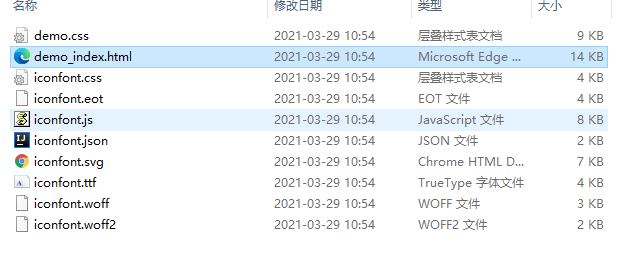 名称 修改日期 类型 大小
demo.css 2021-03-29 10:54 层叠样式表文档 9 KB
demo_index.html 2021-03-29 10:54 Microsoft Edge ... 14 KB
iconfont.css 2021-03-29 10:54 层叠样式表文档 4 KB
iconfont.eot 2021-03-29 10:54 EOT 文件 4 KB
iconfont.js 2021-03-29 10:54 JavaScript 文件 8 KB
iconfont.json 2021-03-29 10:54 JSON 文件 2 KB
iconfont.svg 2021-03-29 10:54 Chrome HTML D... 7 KB
iconfont.ttf 2021-03-29 10:54 TrueType 字体文件 4 KB
iconfont.woff 2021-03-29 10:54 WOFF 文件 3 KB
iconfont.woff2 2021-03-29 10:54 WOFF2 文件 2 KB